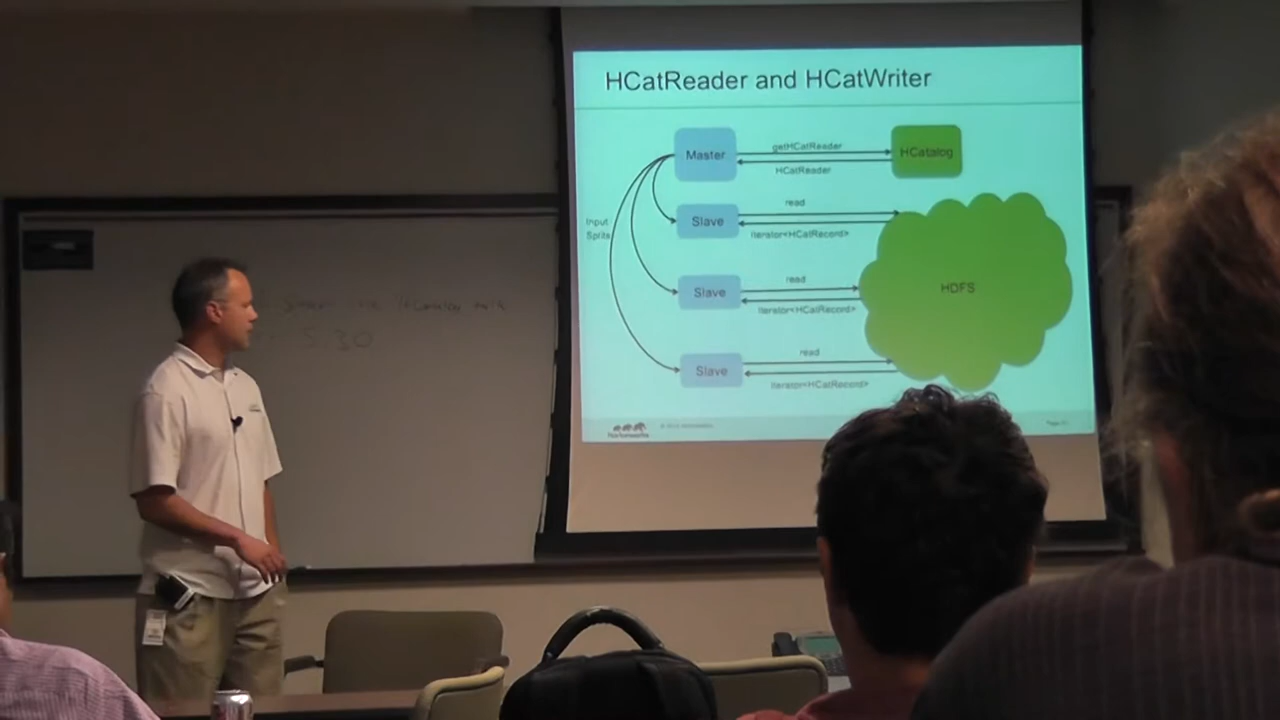 HCatReader and HCatWriter
Master
getHCatReader
HCatReader
HCatalog
Input
Splits
Slave
read
Iterator<HCatRecord>
HDFS
Slave
read
Iterator<HCatRecord>
Slave
read
Iterator<HCatRecord>
Hortonworks
5:30